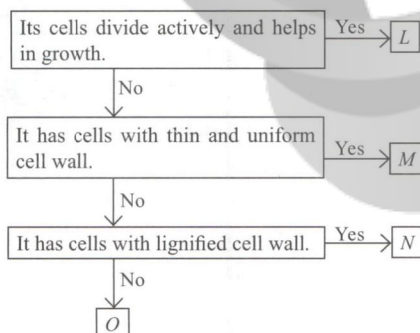 Its cells divide actively and helps
in growth.
Yes
L
No
It has cells with thin and uniform
cell wall.
Yes
M
No
It has cells with lignified cell wall.
Yes
N
No
O